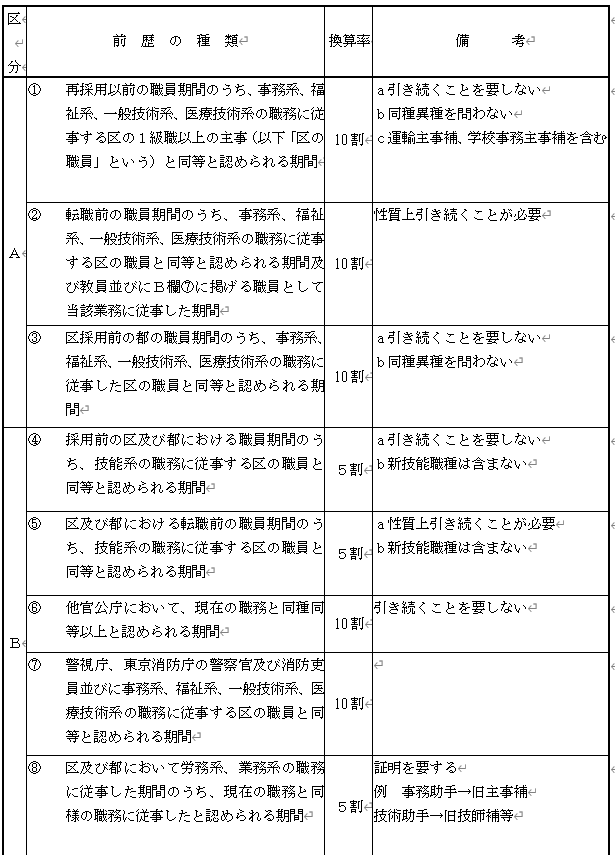 区
分
前　歴　の　種　類
換算率
備　　考
A
①　再採用以前の職員期間のうち、事務系、福
祉系、一般技術系、医療技術系の職務に従
事する区の１級職以上の主事（以下「区の
職員」という）と同等と認められる期間
10割
ａ引き続くことを要しない
ｂ同種異種を問わない
ｃ運輸主事補、学校事務主事補を含む
②　転職前の職員期間のうち、事務系、福祉
系、一般技術系、医療技術系の職務に従事
する区の職員と同等と認められる期間及
び教員並びにＢ欄⑦に掲げる職員として
当該業務に従事した期間
10割
性質上引き続くことが必要
③　区採用前の都の職員期間のうち、事務系、
福祉系、一般技術系、医療技術系の職務に
従事した区の職員と同等と認められる期
間
10割
ａ引き続くことを要しない
ｂ同種異種を問わない
B
④　採用前の区及び都における職員期間のう
ち、技能系の職務に従事する区の職員と
同等と認められる期間
５割
ａ引き続くことを要しない
ｂ新技能職種は含まない
⑤　区及び都における転職前の職員期間のう
ち、技能系の職務に従事する区の職員と
同等と認められる期間
５割
ａ性質上引き続くことが必要
ｂ新技能職種は含まない
⑥　他官公庁において、現在の職務と同種同
等以上と認められる期間
10割
引き続くことを要しない
⑦　警視庁、東京消防庁の警察官及び消防吏
員並びに事務系、福祉系、一般技術系、医
療技術系の職務に従事する区の職員と同
等と認められる期間
10割
⑧　区及び都において労務系、業務系の職務
に従事した期間のうち、現在の職務と同
様の職務に従事したと認められる期間
５割
証明を要する
例　事務助手→旧主事補
技術助手→旧技師補等